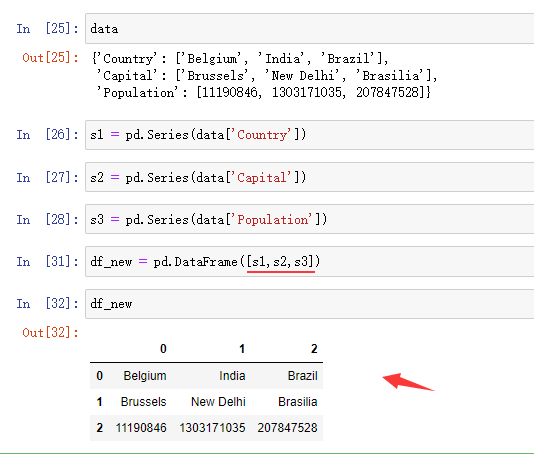 In [25]: data
Out[25]: {'Country': ['Belgium', 'India', 'Brazil'],
'Capital': ['Brussels', 'New Delhi', 'Brasilia'],
'Population': [11190846, 1303171035, 207847528]}
In [26]: s1 = pd.Series(data['Country'])
In [27]: s2 = pd.Series(data['Capital'])
In [28]: s3 = pd.Series(data['Population'])
In [31]: df_new = pd.DataFrame([s1,s2,s3])
In [32]: df_new
Out[32]:
0 1 2
0 Belgium India Brazil
1 Brussels New Delhi Brasilia
2 11190846 1303171035 207847528